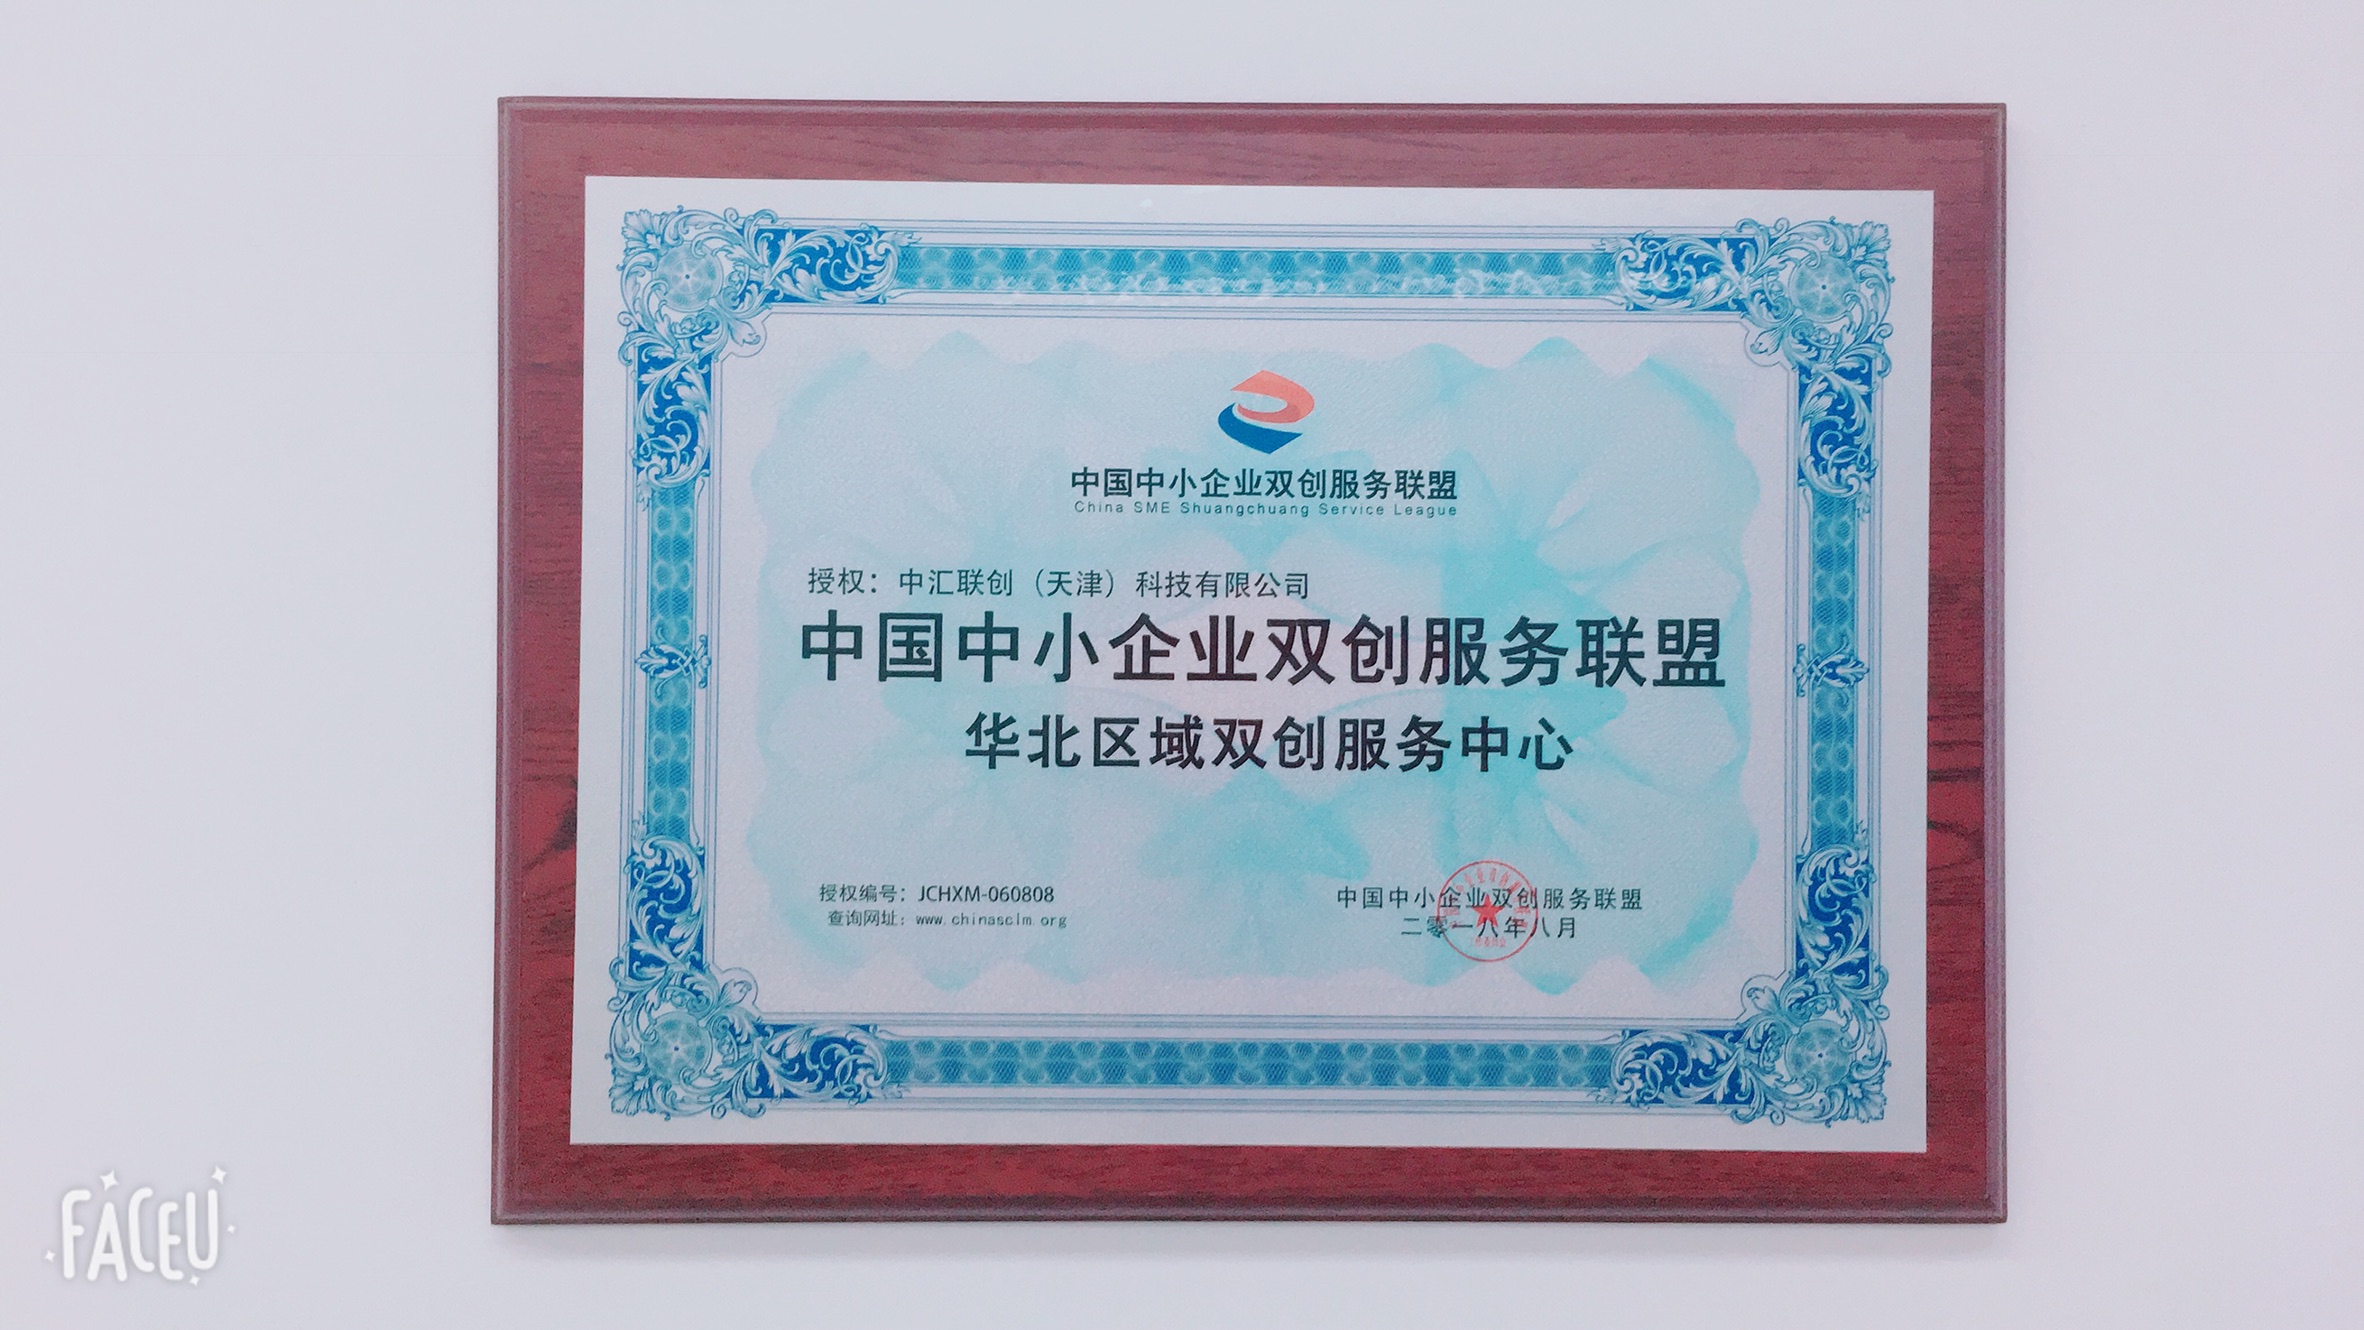 中国中小企业双创服务联盟
China SME Shuangchuang Service League
授权：中汇联创（天津）科技有限公司
中国中小企业双创服务联盟
华北区域双创服务中心
授权编号：JCHXM-060808
查询网址：www.chinasclm.org
中国中小企业双创服务联盟
二零一八年八月
FACEU